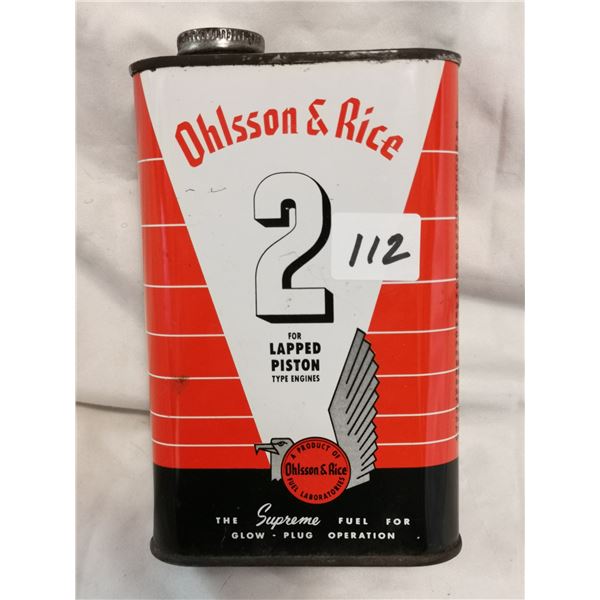 Ohlsson & Rice
2
112
FOR
LAPPED
PISTON
TYPE ENGINES
A PRODUCT OF
Ohlsson & Rice
FUEL LABORATORIES
THE Supreme FUEL FOR
GLOW - PLUG OPERATION